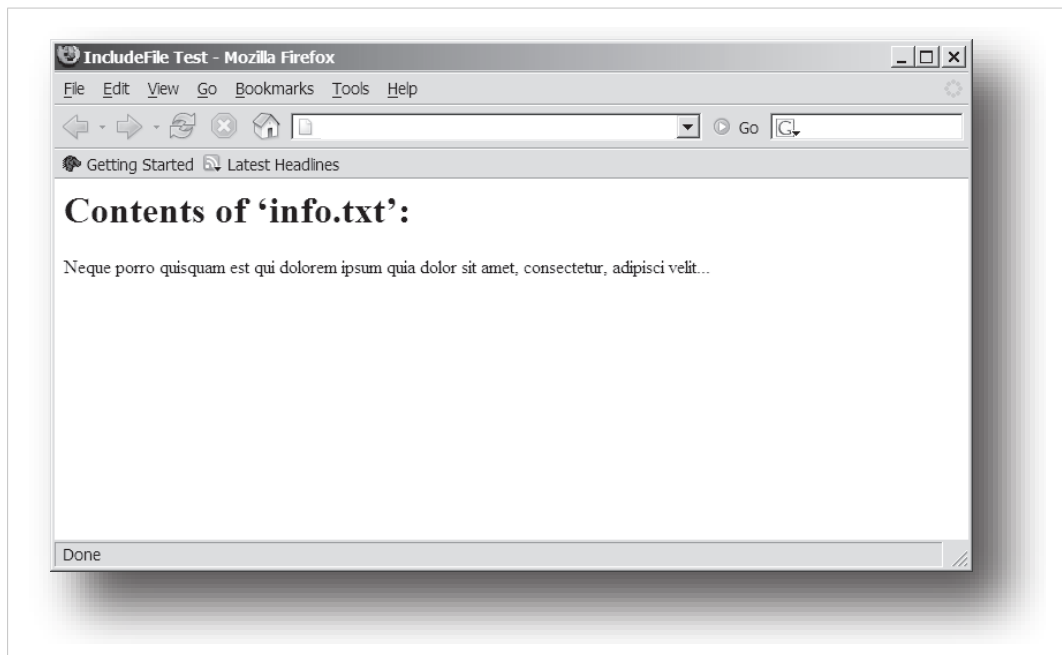 IncludeFile Test - Mozilla Firefox
File Edit View Go Bookmarks Tools Help
Go G
Getting Started Latest Headlines
Contents of ‘info.txt’:
Neque porro quisquam est qui dolorem ipsum quia dolor sit amet, consectetur, adipisci velit...
Done